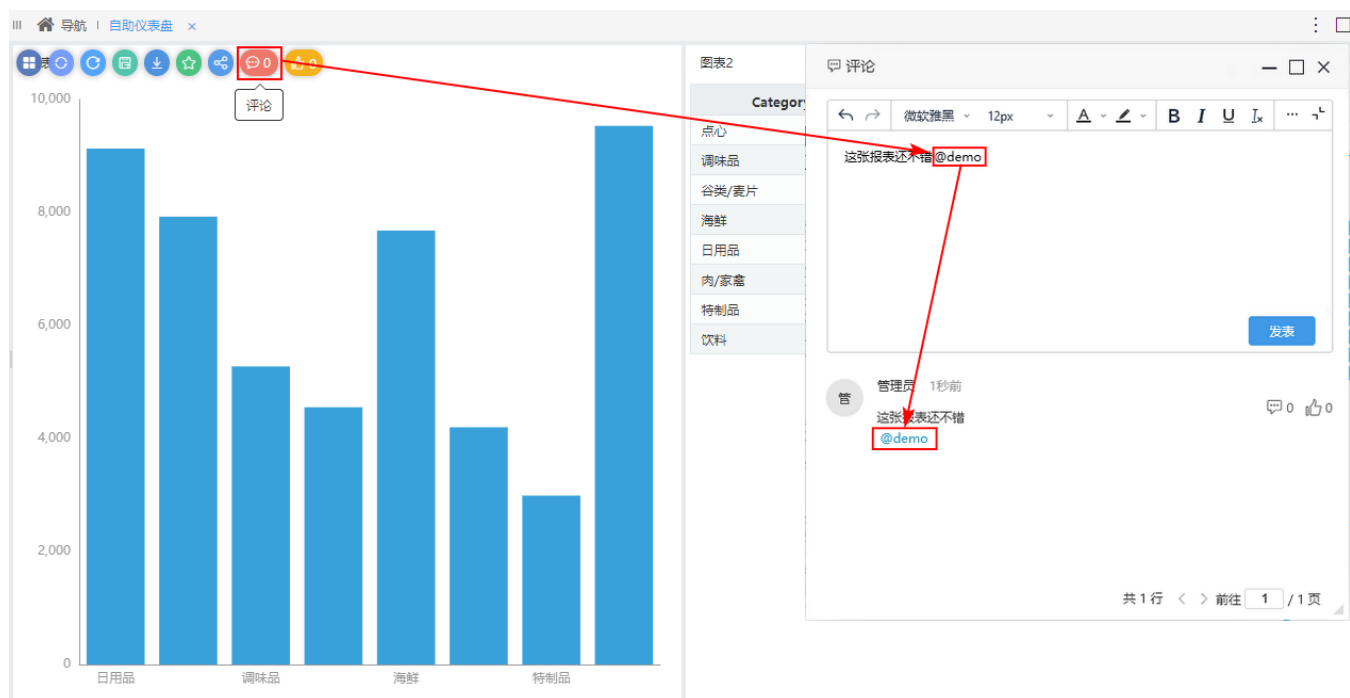 导航 自助仪表盘 ×
0
评论
10,000
8,000
6,000
4,000
2,000
0
日用品 调味品 海鲜 特制品
图表2
Category
点心
调味品
谷类/麦片
海鲜
日用品
肉/家禽
特制品
饮料
评论
微软雅黑 12px A B I U
这张报表还不错@demo
发表
管
管理员 1秒前
这张报表还不错
@demo
0 0
共1行 前往 1 / 1 页